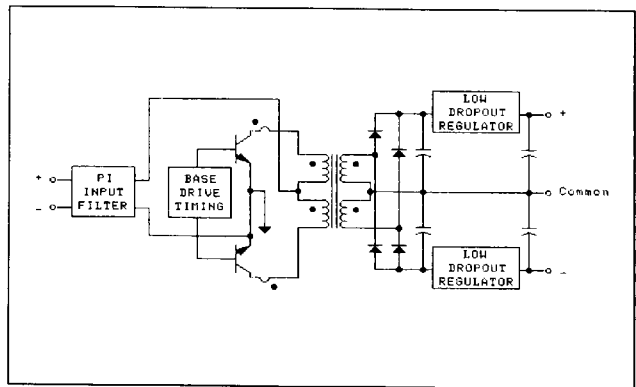 LOW
DROPOUT
REGULATOR
+
+
PI
INPUT
FILTER
−
BASE
DRIVE
TIMING
Common
LOW
DROPOUT
REGULATOR
−